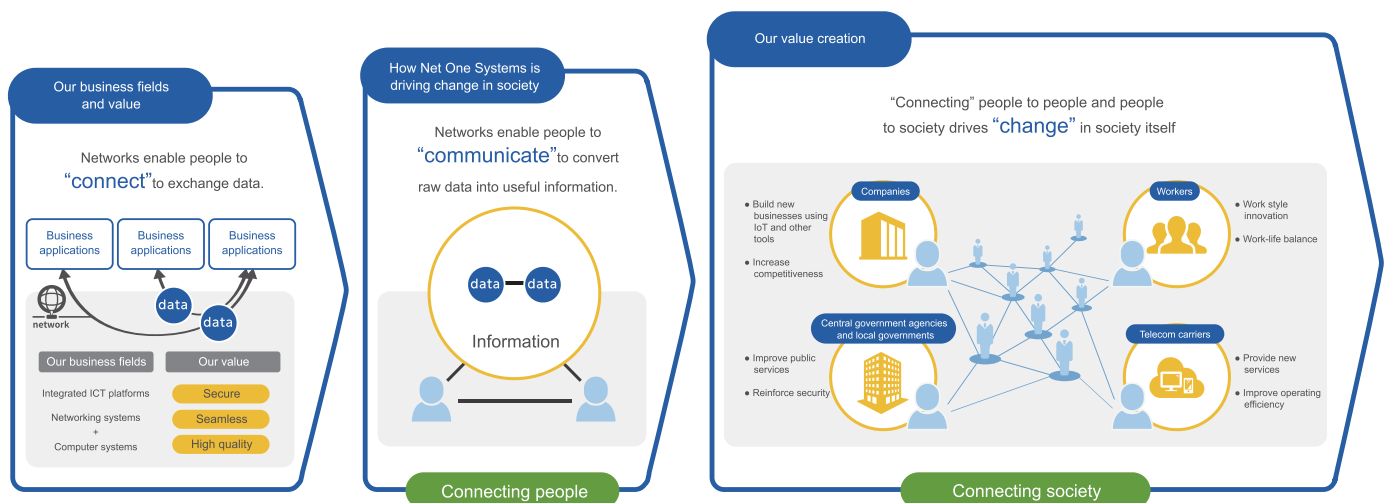 Our business fields
and value
Networks enable people to
“connect” to exchange data.
Business
applications
Business
applications
Business
applications
data
data
network
Our business fields
Our value
Integrated ICT platforms
Secure
Networking systems
+
Computer systems
Seamless
High quality
How Net One Systems is
driving change in society
Networks enable people to
“communicate” to convert
raw data into useful information.
data
data
Information
Connecting people
Our value creation
“Connecting” people to people and people
to society drives “change” in society itself
Companies
● Build new
businesses using
IoT and other
tools
● Increase
competitiveness
Workers
● Work style
innovation
● Work-life balance
Central government agencies
and local governments
● Improve public
services
● Reinforce security
Telecom carriers
● Provide new
services
● Improve operating
efficiency
Connecting society